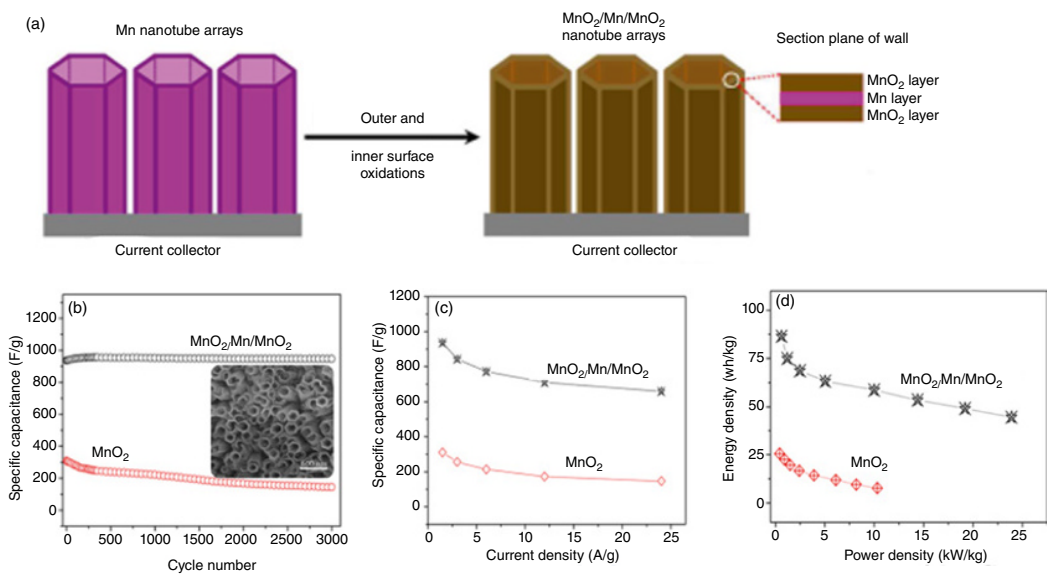 (a)
Mn nanotube arrays
MnO₂/Mn/MnO₂
nanotube arrays
Section plane of wall
MnO₂ layer
Mn layer
MnO₂ layer
Outer and
inner surface
oxidations
Current collector
Current collector
(b)
Specific capacitance (F/g)
1200
1000
800
600
400
200
0
MnO₂/Mn/MnO₂
MnO₂
0
500
1000
1500
2000
2500
3000
Cycle number
(c)
Specific capacitance (F/g)
1200
1000
800
600
400
200
0
MnO₂/Mn/MnO₂
MnO₂
0
5
10
15
20
25
Current density (A/g)
(d)
Energy density (wh/kg)
100
75
50
25
0
MnO₂/Mn/MnO₂
MnO₂
0
5
10
15
20
25
Power density (kW/kg)